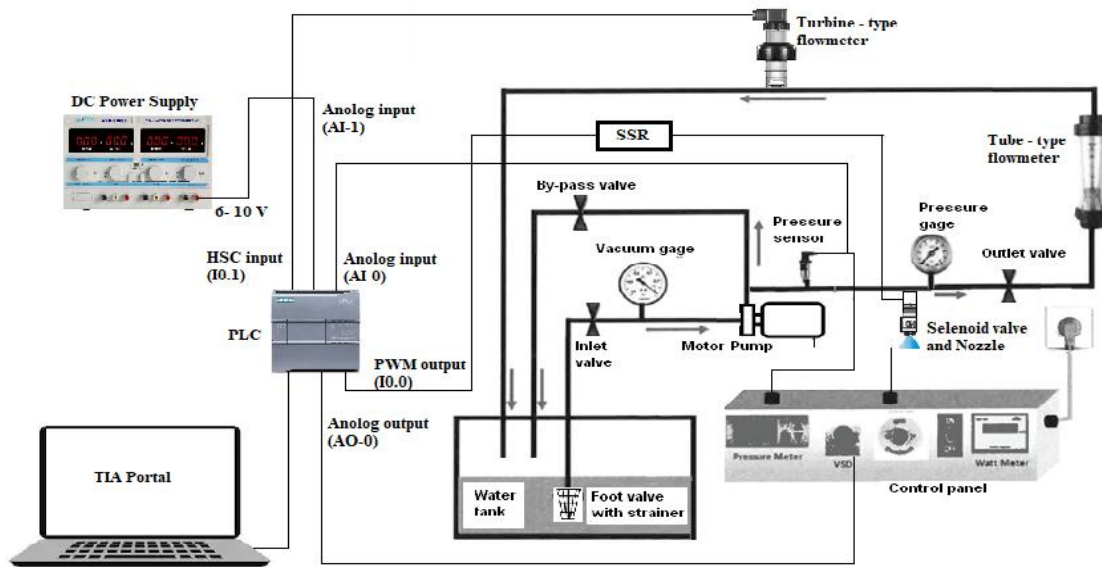 Turbine - type
flowmeter
DC Power Supply
Anolog input
(AI-1)
SSR
Tube - type
flowmeter
By-pass valve
6- 10 V
Pressure
sensor
Pressure
gage
Vacuum gage
HSC input
(I0.1)
Anolog input
(AI 0)
Outlet valve
PLC
Inlet
valve
Motor Pump
Selenoid valve
and Nozzle
PWM output
(I0.0)
Anolog output
(AO-0)
TIA Portal
Pressure Meter
VSD
Watt Meter
Control panel
Water
tank
Foot valve
with strainer